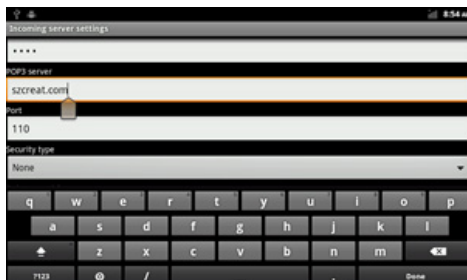 8:54 a
Incoming server settings
••••
POP3 server
szcreat.com
Port
110
Security type
None
q w e r t y u i o p
a s d f g h j k l
z x c v b n m
?123 / . Done